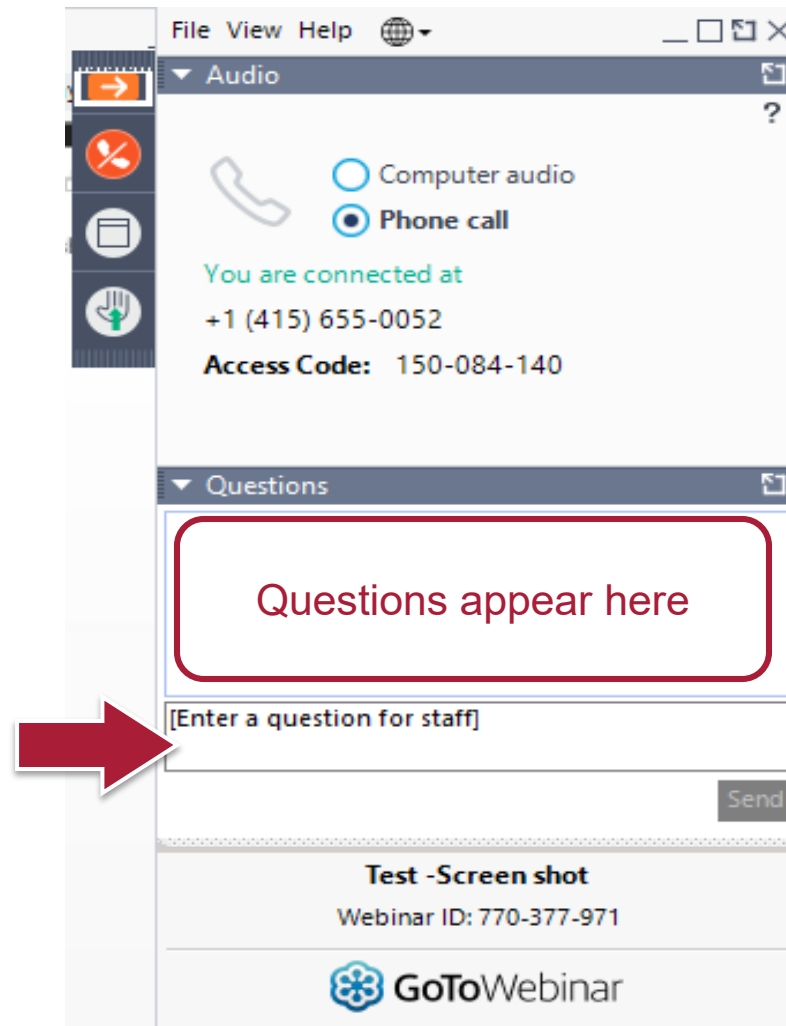 File View Help
Audio
?
Computer audio
Phone call
You are connected at
+1 (415) 655-0052
Access Code: 150-084-140
Questions
Questions appear here
[Enter a question for staff]
Send
Test -Screen shot
Webinar ID: 770-377-971
GoToWebinar